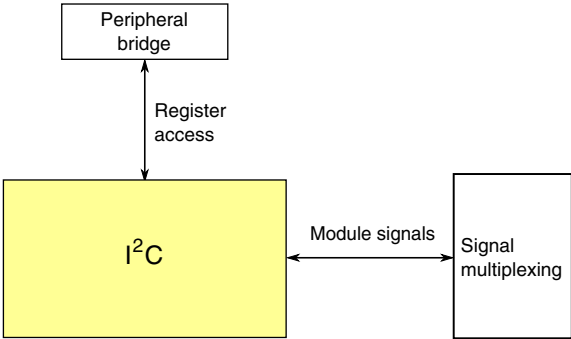 Peripheral
bridge
Register
access
I²C
Module signals
Signal
multiplexing